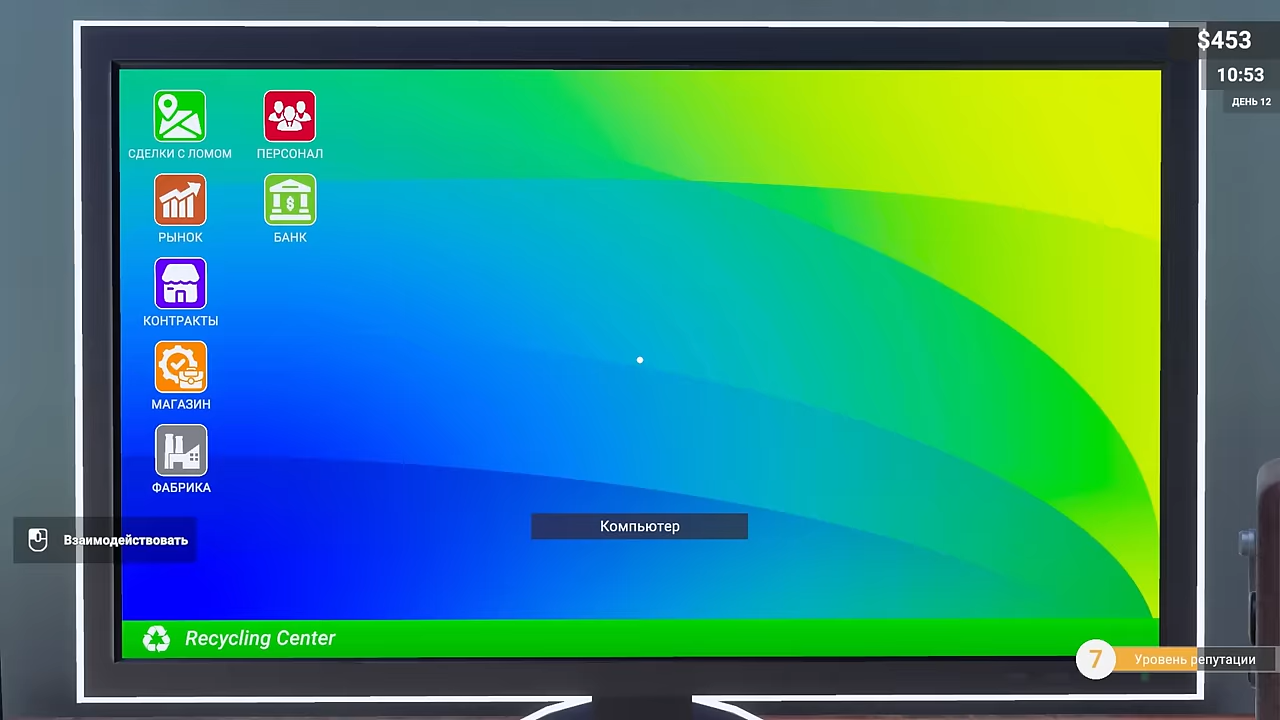 $453
10:53
ДЕНЬ 12
СДЕЛКИ С ЛОМОМ
ПЕРСОНАЛ
РЫНОК
БАНК
КОНТРАКТЫ
МАГАЗИН
ФАБРИКА
Компьютер
Взаимодействовать
Recycling Center
7 Уровень репутации